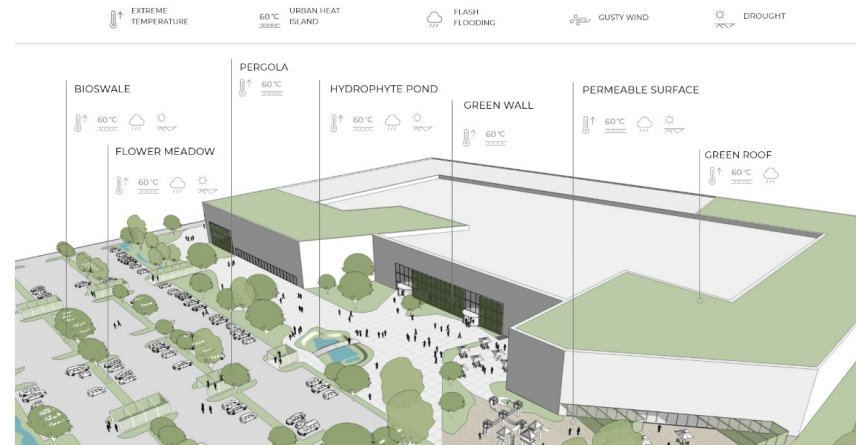 EXTREME
TEMPERATURE
60 °C
URBAN HEAT
ISLAND
FLASH
FLOODING
GUSTY WIND
DROUGHT
BIOSWALE
60 °C
FLOWER MEADOW
60 °C
PERGOLA
60 °C
HYDROPHYTE POND
60 °C
GREEN WALL
60 °C
PERMEABLE SURFACE
60 °C
GREEN ROOF
60 °C